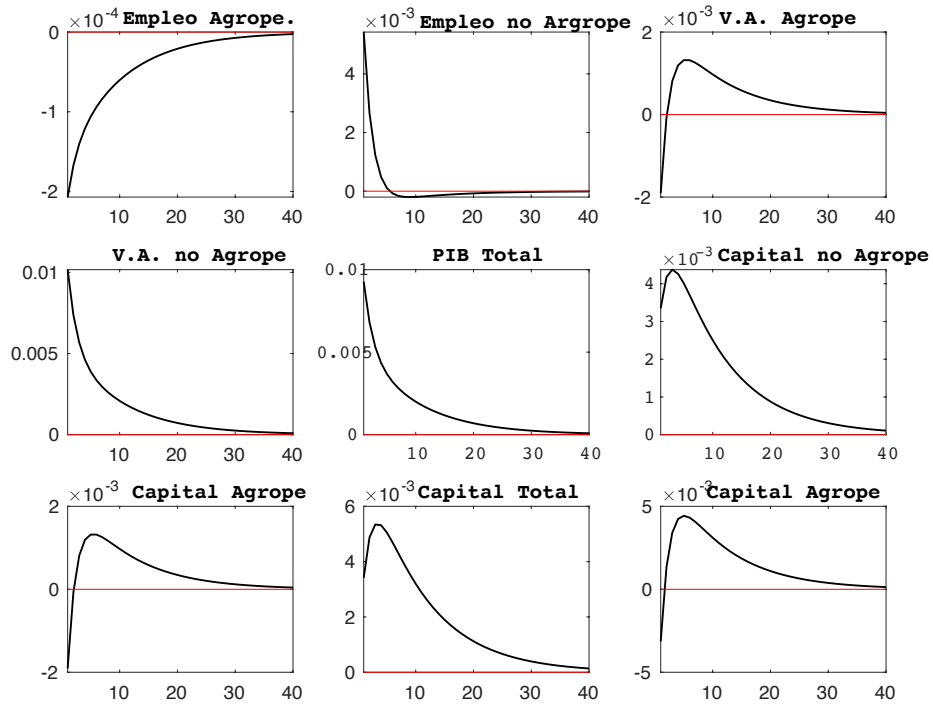 ×10⁻⁴ Empleo Agrope.
0
-1
-2
10 20 30 40
×10⁻³ Empleo no Argrope
4
2
0
10 20 30 40
×10⁻³ V.A. Agrope
2
0
-2
10 20 30 40
V.A. no Agrope
0.01
0.005
0
10 20 30 40
PIB Total
0.01
0.005
0
10 20 30 40
×10⁻³ Capital no Agrope
4
3
2
1
0
10 20 30 40
×10⁻³ Capital Agrope
2
0
-2
10 20 30 40
×10⁻³ Capital Total
6
4
2
0
10 20 30 40
×10⁻³ Capital Agrope
5
0
-5
10 20 30 40